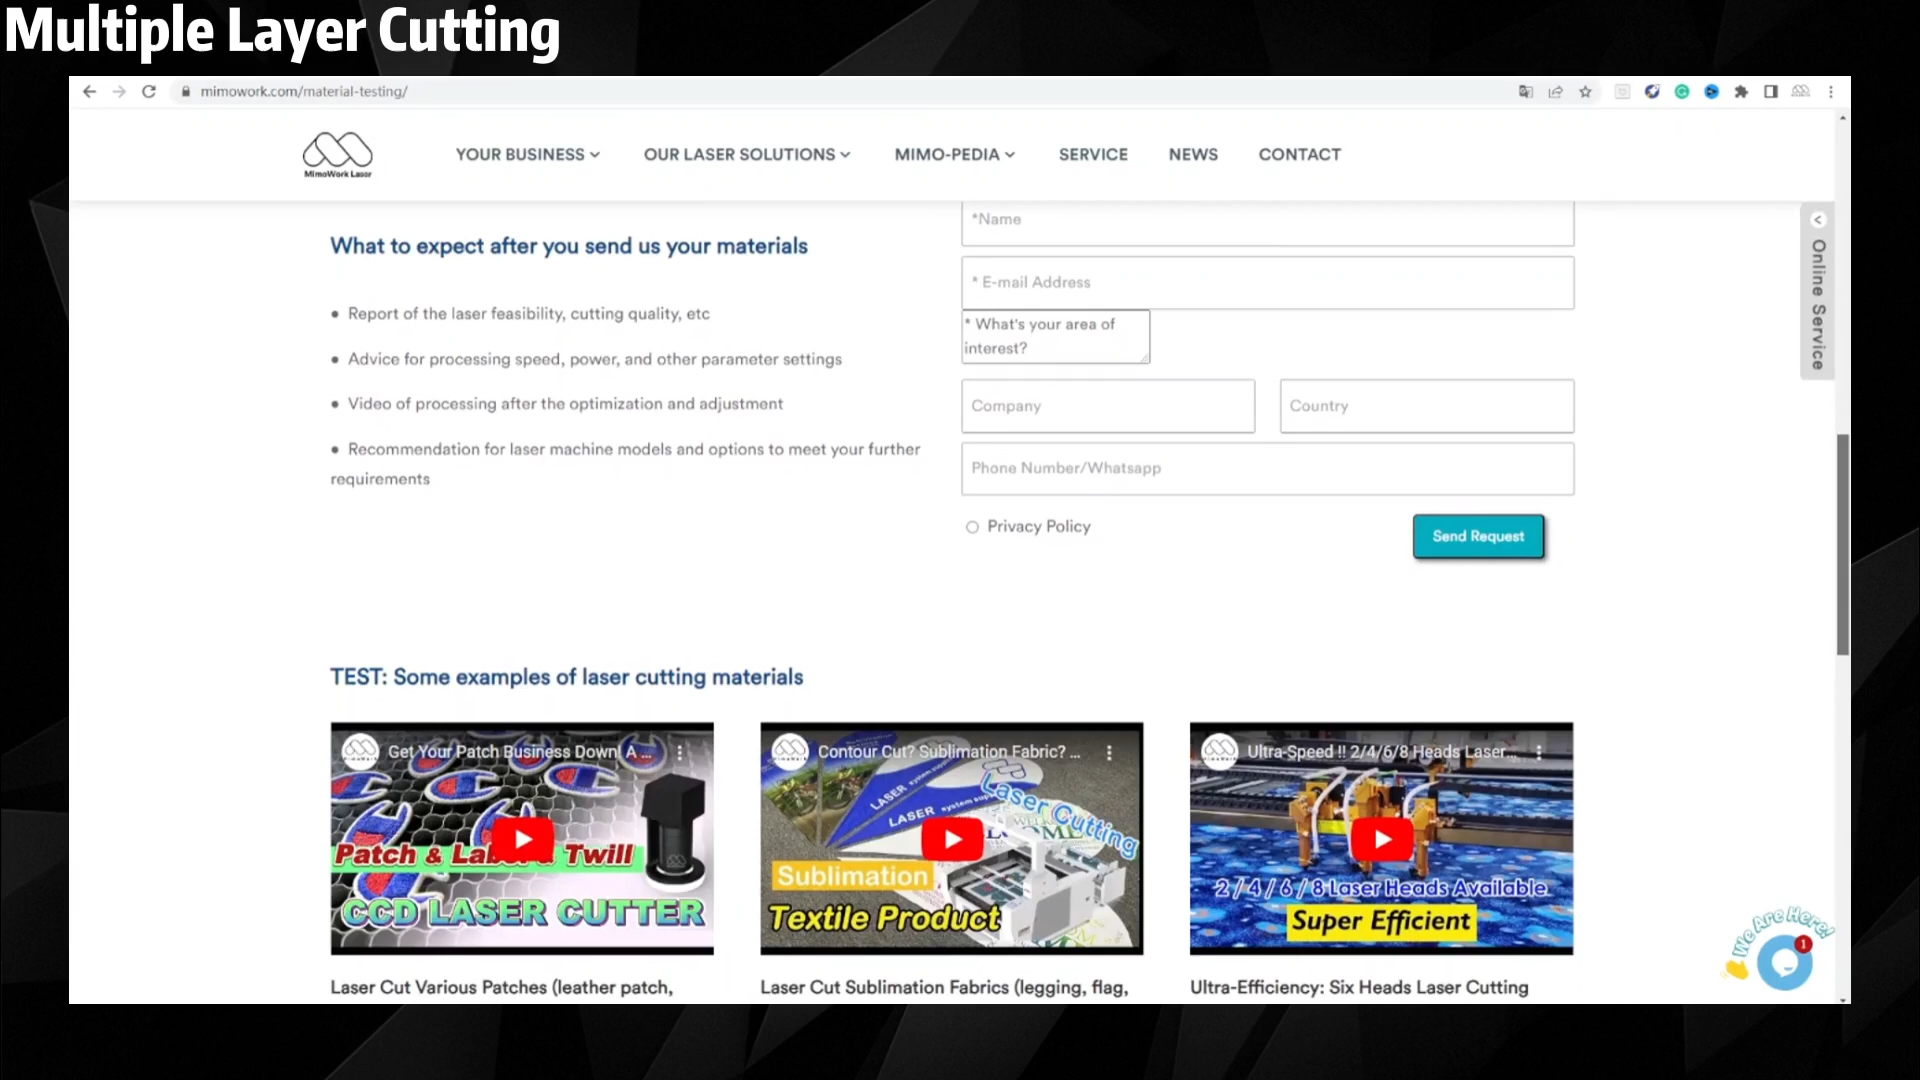 Multiple Layer Cutting
mimowork.com/material-testing/
MimoWork Laser
YOUR BUSINESS
OUR LASER SOLUTIONS
MIMO-PEDIA
SERVICE
NEWS
CONTACT
Online Service
What to expect after you send us your materials
• Report of the laser feasibility, cutting quality, etc
• Advice for processing speed, power, and other parameter settings
• Video of processing after the optimization and adjustment
• Recommendation for laser machine models and options to meet your further
requirements
*Name
* E-mail Address
* What's your area of
interest?
Company
Country
Phone Number/Whatsapp
Privacy Policy
Send Request
TEST: Some examples of laser cutting materials
Get Your Patch Business Down! A ...
Patch & Twill
CCD LASER CUTTER
Laser Cut Various Patches (leather patch,
Contour Cut? Sublimation Fabric? ...
LASER system
LASER system
Laser Cutting
Sublimation
Textile Product
Laser Cut Sublimation Fabrics (legging, flag,
Ultra-Speed !! 2/4/6/8 Heads Laser...
2 / 4 / 6 / 8 Laser Heads Available
Super Efficient
Ultra-Efficiency: Six Heads Laser Cutting
We Are Here!
1